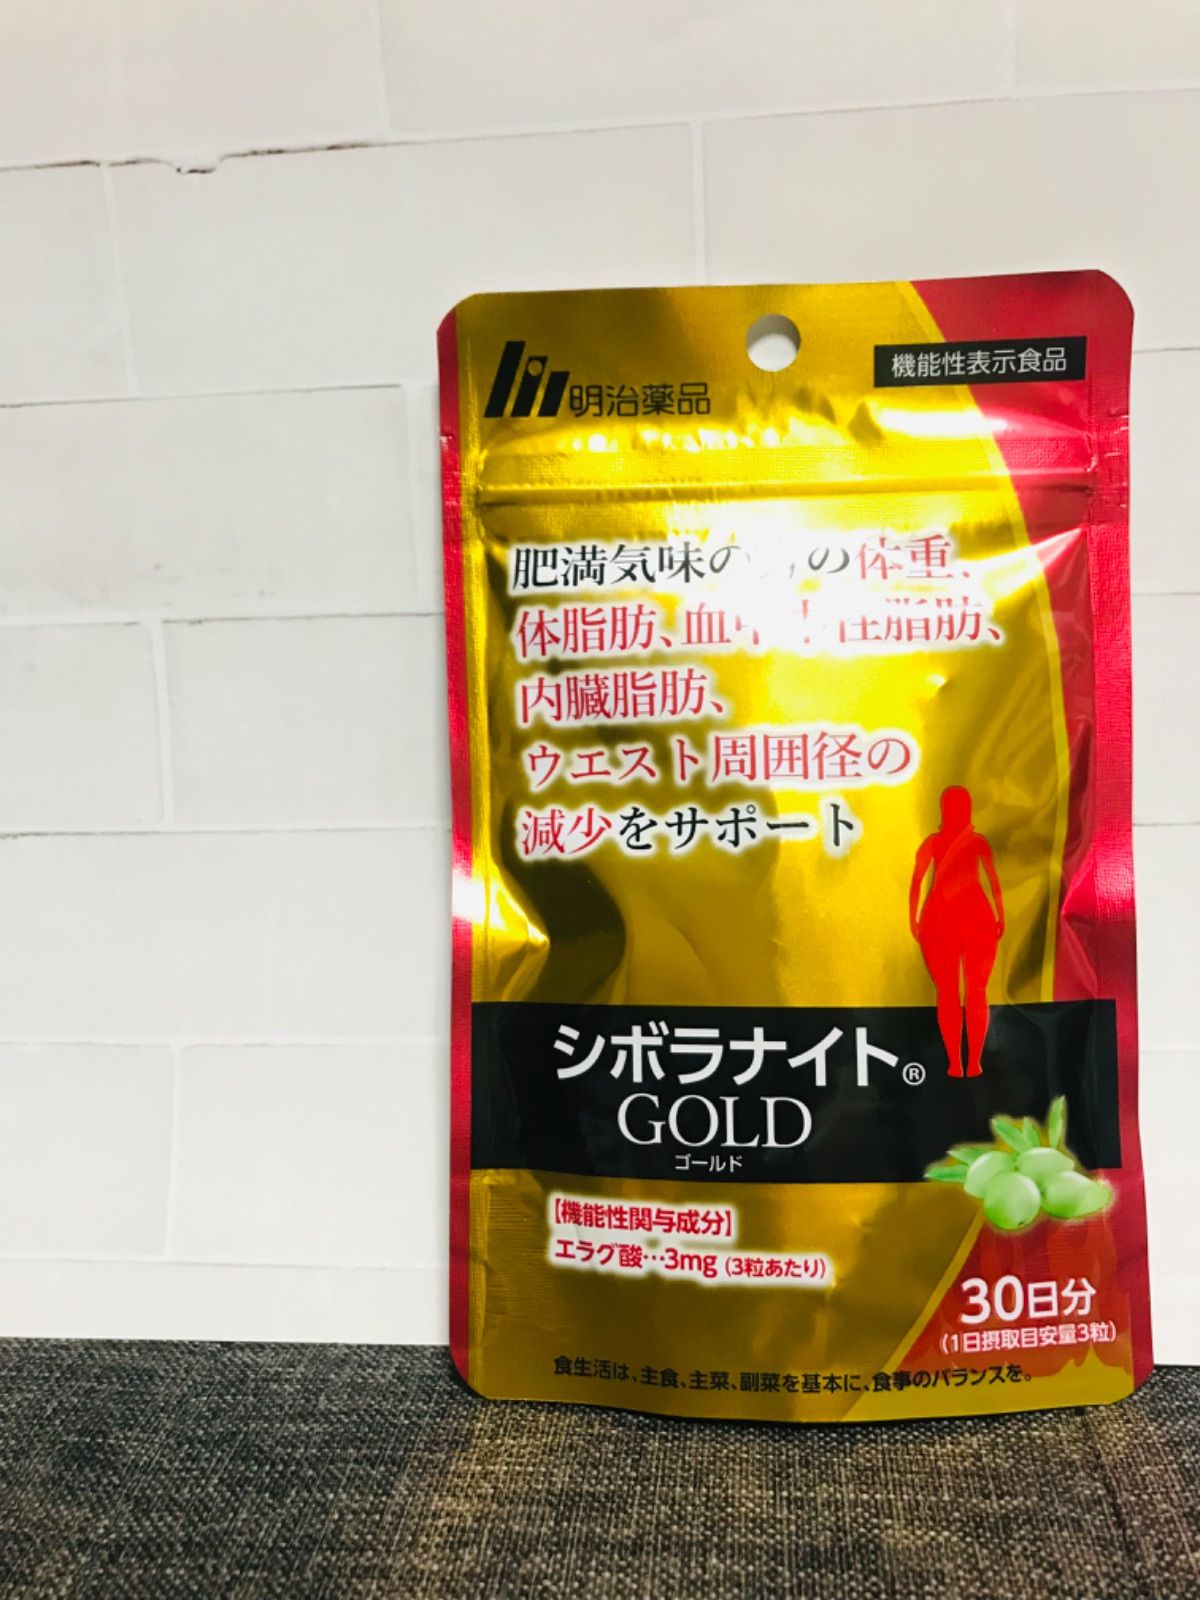 明治薬品
機能性表示食品
肥満気味の の体重、
体脂肪、血中 性脂肪、
内臓脂肪、
ウエスト周囲径の
減少をサポート
シボラナイト®
GOLD
ゴールド
【機能性関与成分】
エラグ酸…3mg (3粒あたり)
30日分
(1日摂取目安量3粒)
食生活は、主食、主菜、副菜を基本に、食事のバランスを。